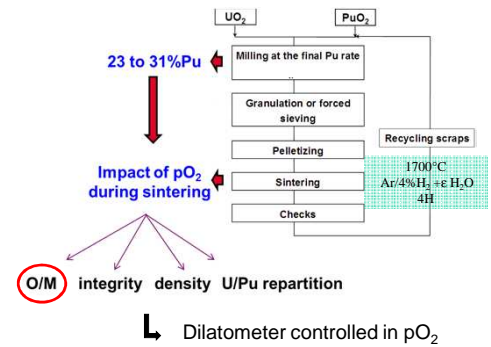 UO2
PuO2
23 to 31%Pu
Milling at the final Pu rate
..
Granulation or forced
sieving
Recycling scraps
Pelletizing
Impact of pO2
during sintering
Sintering
1700°C
Ar/4%H2 +ε H2O
4H
Checks
O/M integrity density U/Pu repartition
Dilatometer controlled in pO2